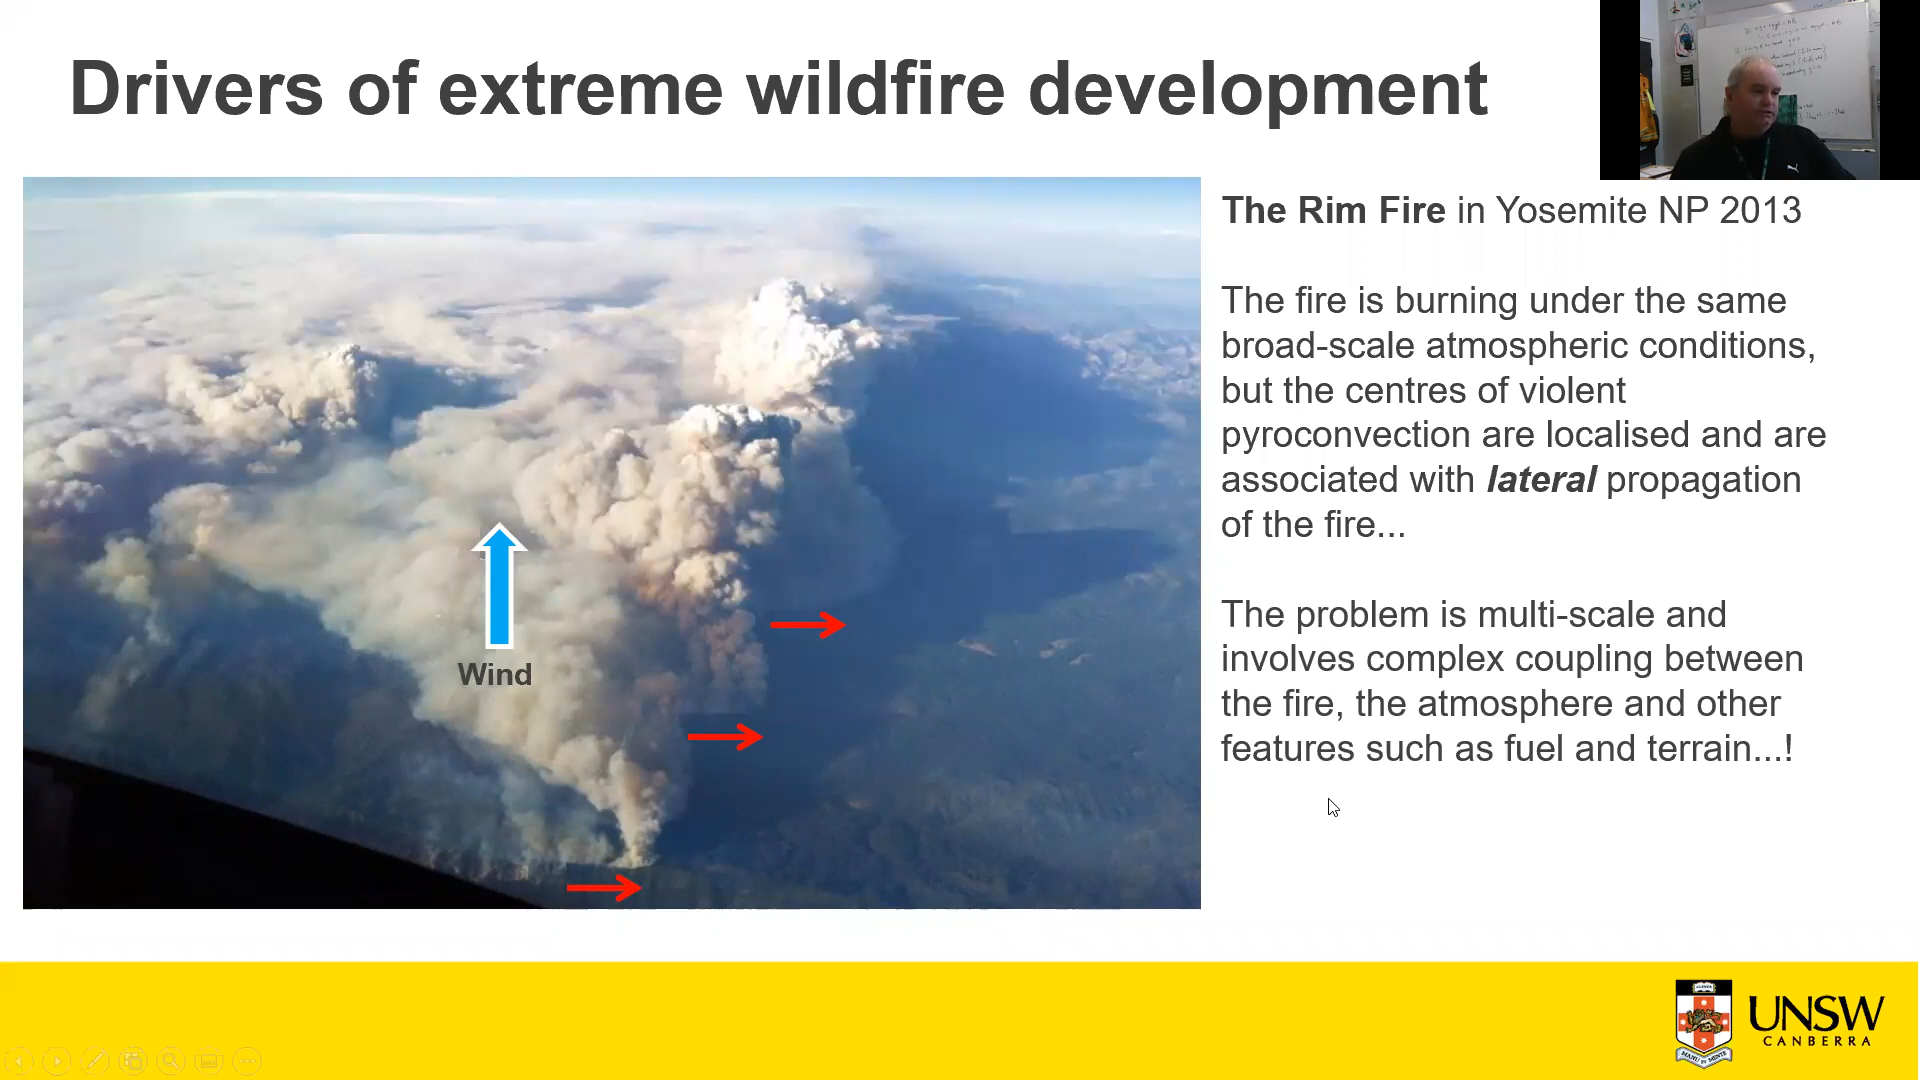 Drivers of extreme wildfire development
The Rim Fire in Yosemite NP 2013
The fire is burning under the same
broad-scale atmospheric conditions,
but the centres of violent
pyroconvection are localised and are
associated with lateral propagation
of the fire...
The problem is multi-scale and
involves complex coupling between
the fire, the atmosphere and other
features such as fuel and terrain...!
Wind
UNSW
CANBERRA